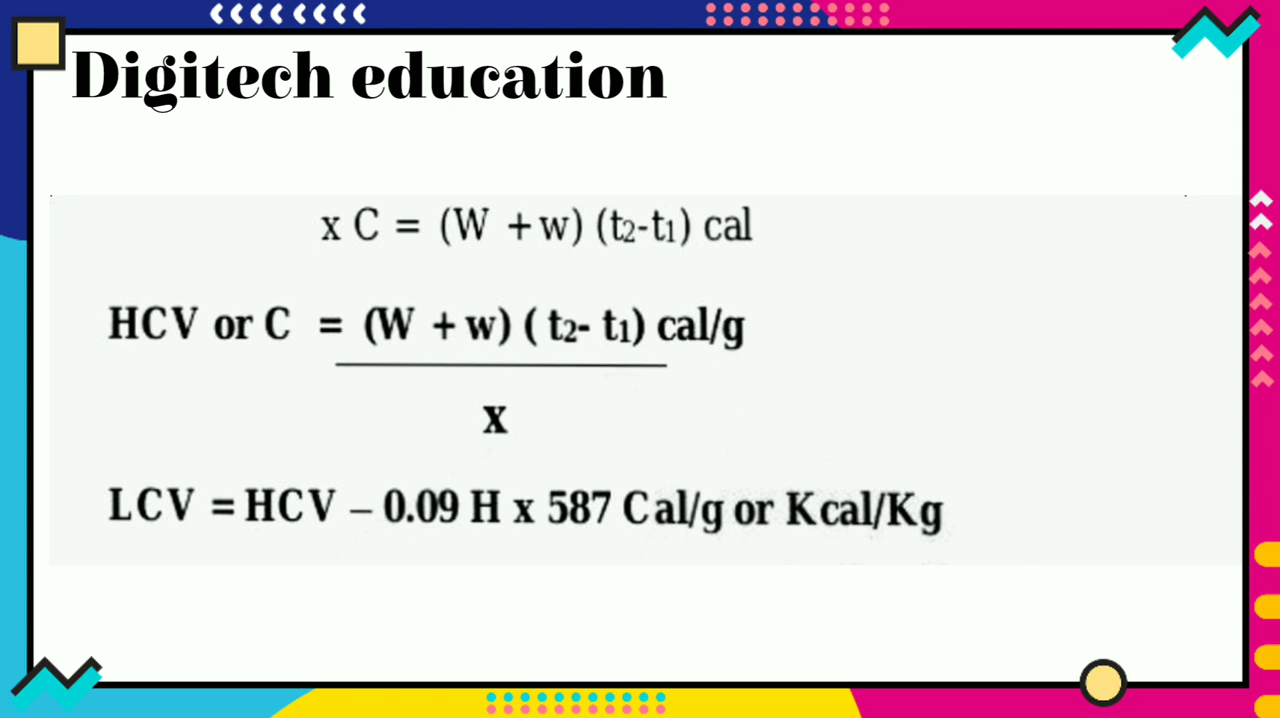 Digitech education
x C = (W + w) (t2-t1) cal
HCV or C = (W + w) ( t2- t1) cal/g
x
LCV = HCV – 0.09 H x 587 Cal/g or Kcal/Kg